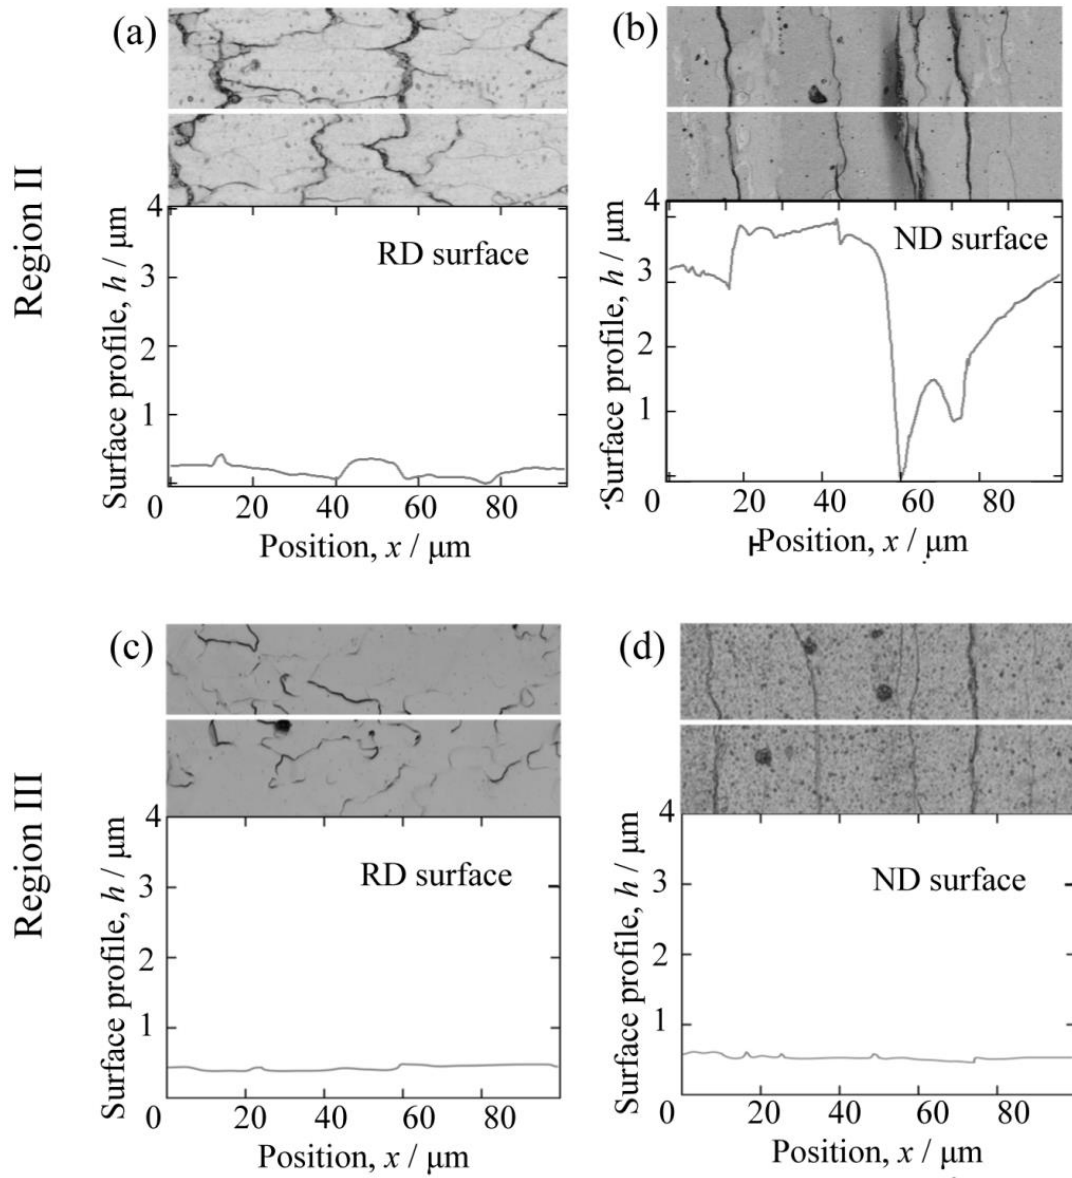 Region II
(a)
Surface profile, h / μm
4
3
2
1
0
RD surface
20
40
60
80
Position, x / μm
(b)
Surface profile, h / μm
4
3
2
1
0
ND surface
20
40
60
80
Position, x / μm
Region III
(c)
Surface profile, h / μm
4
3
2
1
0
RD surface
20
40
60
80
Position, x / μm
(d)
Surface profile, h / μm
4
3
2
1
0
ND surface
20
40
60
80
Position, x / μm